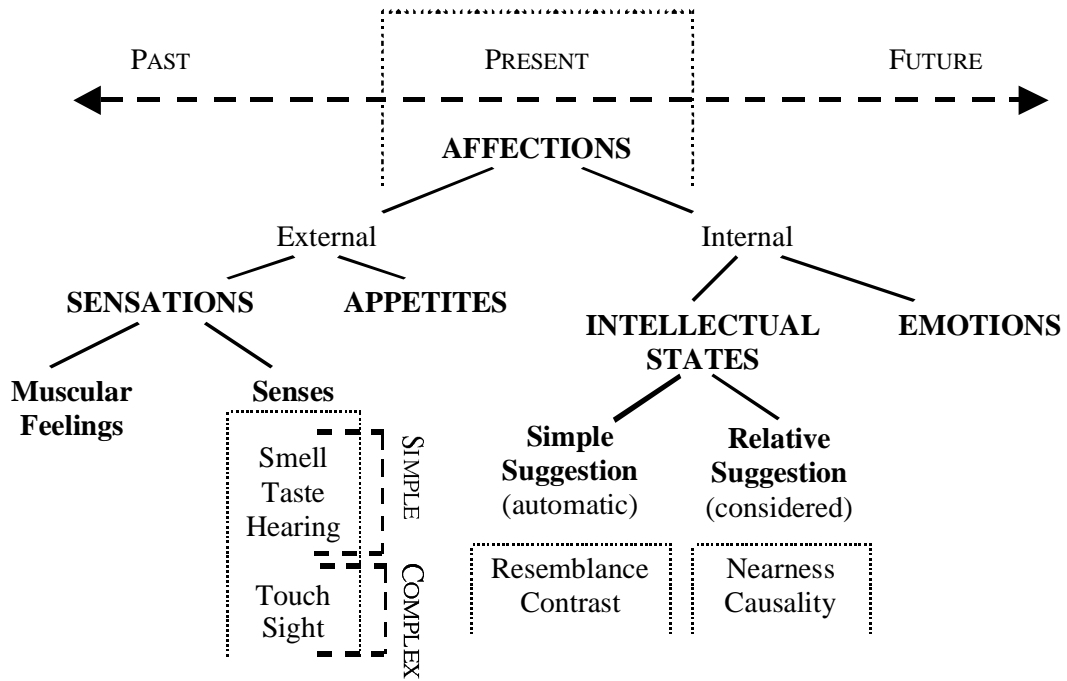 PAST PRESENT FUTURE
AFFECTIONS
External Internal
SENSATIONS APPETITES
INTELLECTUAL STATES
EMOTIONS
Muscular
Feelings
Senses
Smell
Taste
Hearing
SIMPLE
Touch
Sight
COMPLEX
Simple
Suggestion
(automatic)
Resemblance
Contrast
Relative
Suggestion
(considered)
Nearness
Causality